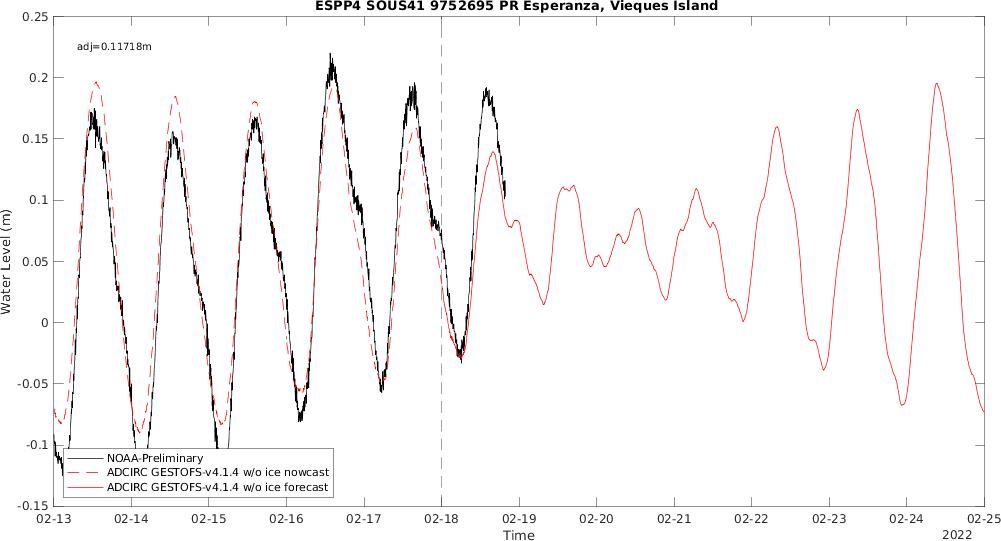 ESPP4 SOUS41 9752695 PR Esperanza, Vieques Island
adj=0.11718m
Water Level (m)
0.25
0.2
0.15
0.1
0.05
0
-0.05
-0.1
-0.15
NOAA-Preliminary
ADCIRC GESTOFS-v4.1.4 w/o ice nowcast
ADCIRC GESTOFS-v4.1.4 w/o ice forecast
02-13 02-14 02-15 02-16 02-17 02-18 02-19 02-20 02-21 02-22 02-23 02-24 02-25
Time
2022